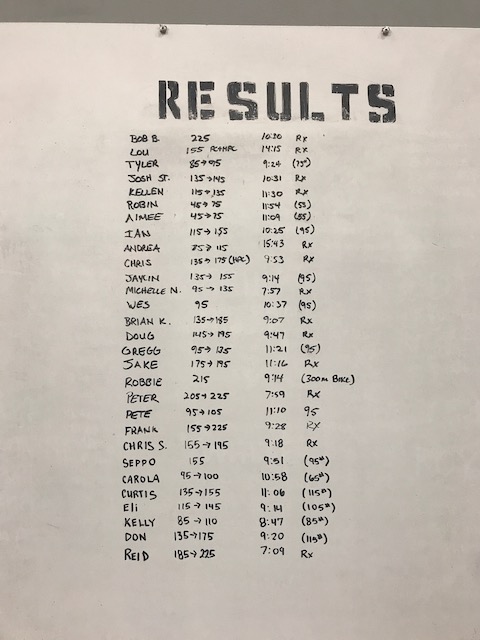 RESULTS
BOB B. 225 10:20 Rx
LOU 155 PC+HPC 14:15 Rx
TYLER 85→95 9:24 (75#)
JOSH ST. 135→145 10:31 Rx
KELLEN 115→135 11:30 Rx
ROBIN 45→75 11:54 (55)
AIMEE 45→75 11:09 (55)
IAN 115→155 10:25 (95)
ANDREA 75→115 15:43 Rx
CHRIS 135→175 (HPC) 9:53 Rx
135→155 9:14 (95)
MICHELLE N. 95→135 7:57 Rx
WES 95 10:37 (95)
BRIAN K. 135→185 9:07 Rx
DOUG 145→195 9:47 Rx
GREGG 95→135 11:21 (95)
JAKE 175→195 11:16 Rx
ROBBIE 215 9:14 (300m BIKE)
PETER 205→225 7:59 Rx
PETE 95→105 11:10 95
FRANK 155→225 9:28 RX
CHRIS S. 155→195 9:18 Rx
SEPPO 155 9:51 (95#)
CAROLA 95→100 10:58 (65#)
CURTIS 135→155 11:06 (115#)
Eli 115→145 9:14 (105#)
KELLY 85→110 8:47 (85#)
DON 135→175 9:20 (115#)
REID 185→225 7:09 Rx